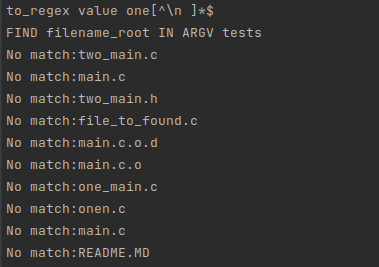 to_regex value one[^\n ]*$
FIND filename_root IN ARGV tests
No match:two_main.c
No match:main.c
No match:two_main.h
No match:file_to_found.c
No match:main.c.o.d
No match:main.c.o
No match:one_main.c
No match:onen.c
No match:main.c
No match:README.MD